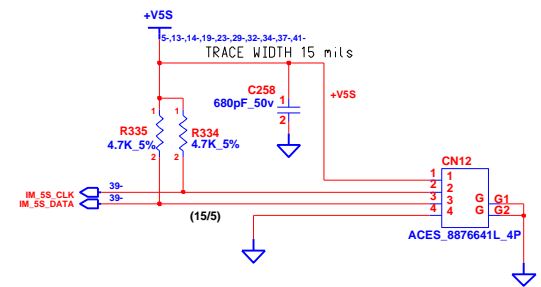 +V5S
5-,13-,14-,19-,23-,29-,32-,34-,37-,41-
TRACE WIDTH 15 mils
C258
680pF_50v
1
2
+V5S
1
1
R335
4.7K_5%
R334
4.7K_5%
2
2
CN12
1 1
2 2
3 3 G G1
4 4 G G2
IM_5S_CLK 39-
IM_5S_DATA 39-
(15/5)
ACES_8876641L_4P